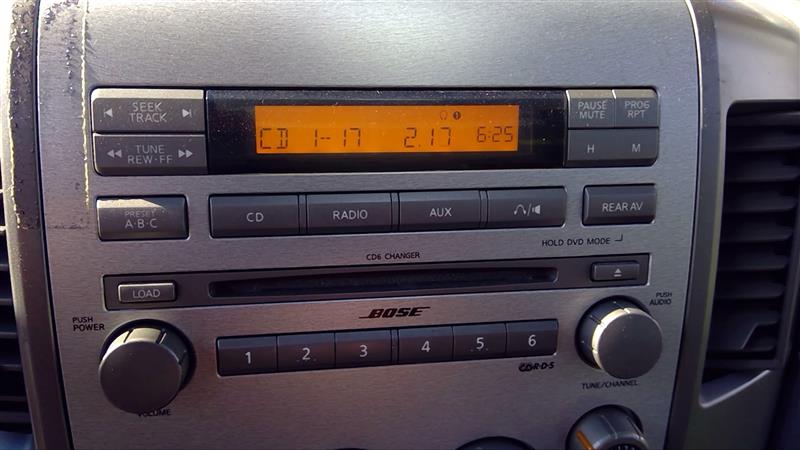 SEEK TRACK
TUNE REW·FF
CD 1-- 17 2.17 6:25
PAUSE MUTE
PROG RPT
H
M
PRESET A·B·C
CD
RADIO
AUX
REAR AV
HOLD DVD MODE
CD6 CHANGER
LOAD
PUSH POWER
VOLUME
BOSE
1 2 3 4 5 6
R·D·S
PUSH AUDIO
TUNE/CHANNEL